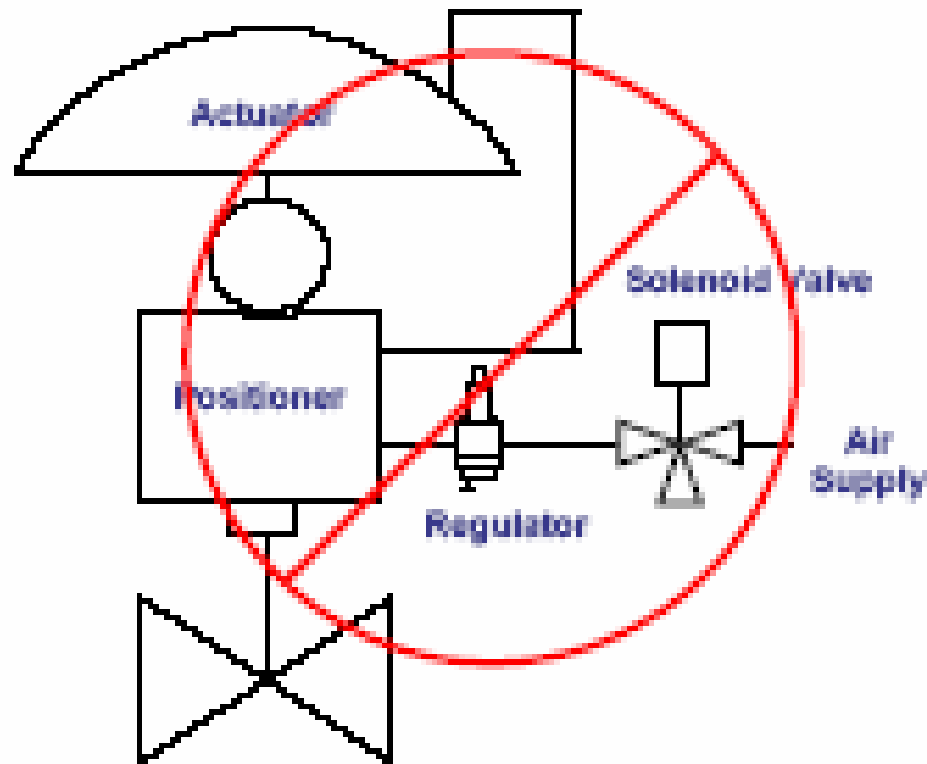 Actuator
Solenoid Valve
Positioner
Air
Supply
Regulator